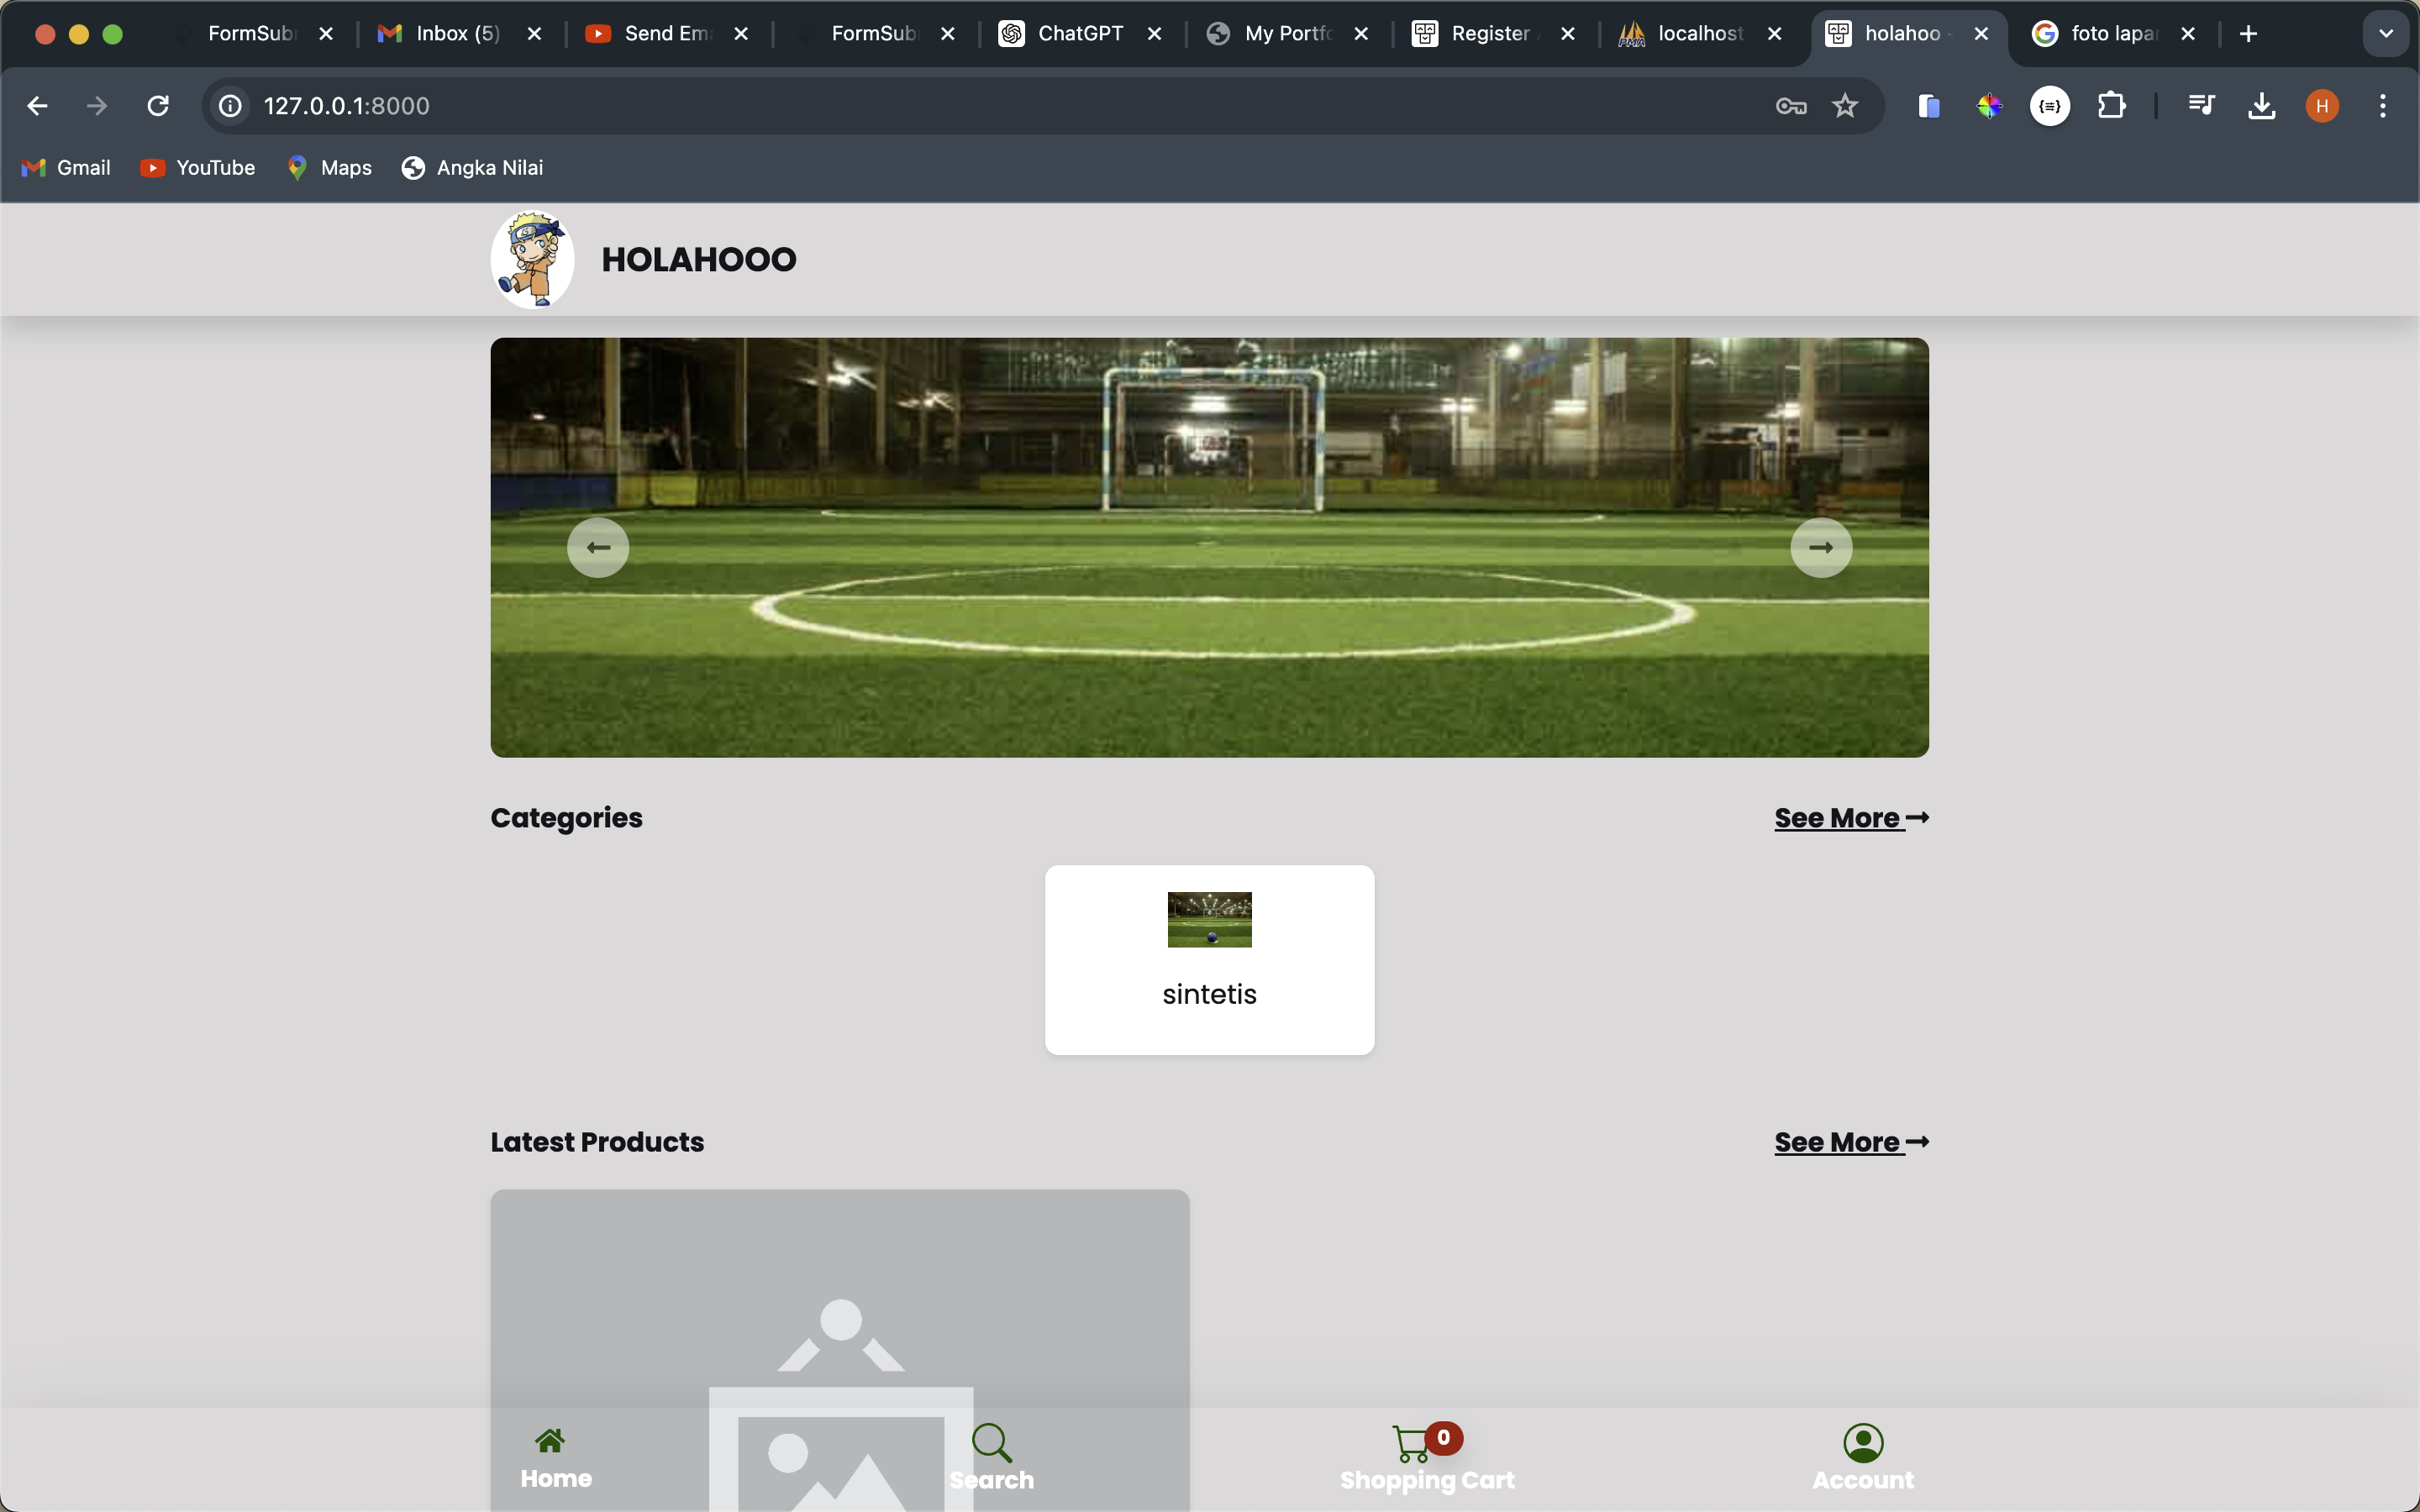 FormSub
Inbox (5)
Send Em
FormSub
ChatGPT
My Portfo
Register
localhost
holahoo -
foto lapa
127.0.0.1:8000
H
Gmail
YouTube
Maps
Angka Nilai
HOLAHOOO
Categories
See More
sintetis
Latest Products
See More
Home
Search
0
Shopping Cart
Account